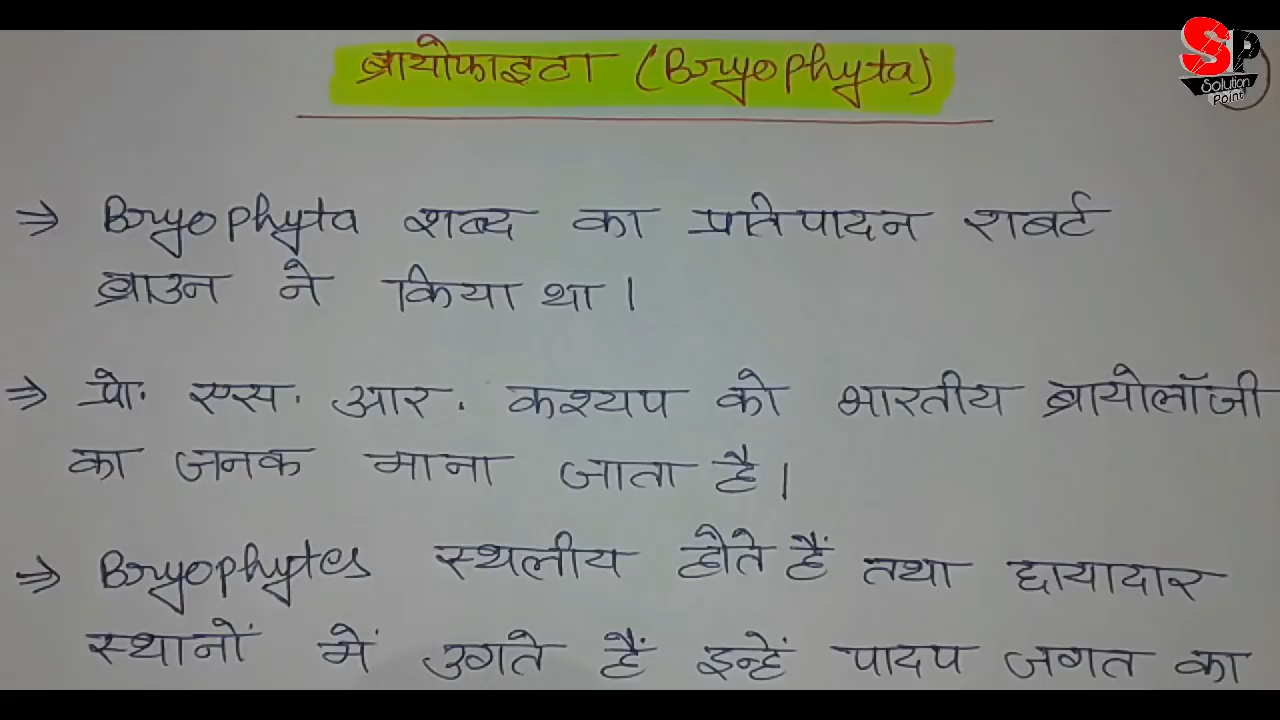 ब्रायोफाइटा (Bryophyta)
SP
Solution
Point
⇒ Bryophyta शब्द का प्रतिपादन राबर्ट
ब्राउन ने किया था।
⇒ प्रो. एस. आर. कश्यप को भारतीय ब्रायोलॉजी
का जनक माना जाता है।
⇒ Bryophytes स्थलीय होते हैं तथा छायादार
स्थानों में उगते हैं इन्हें पादप जगत का